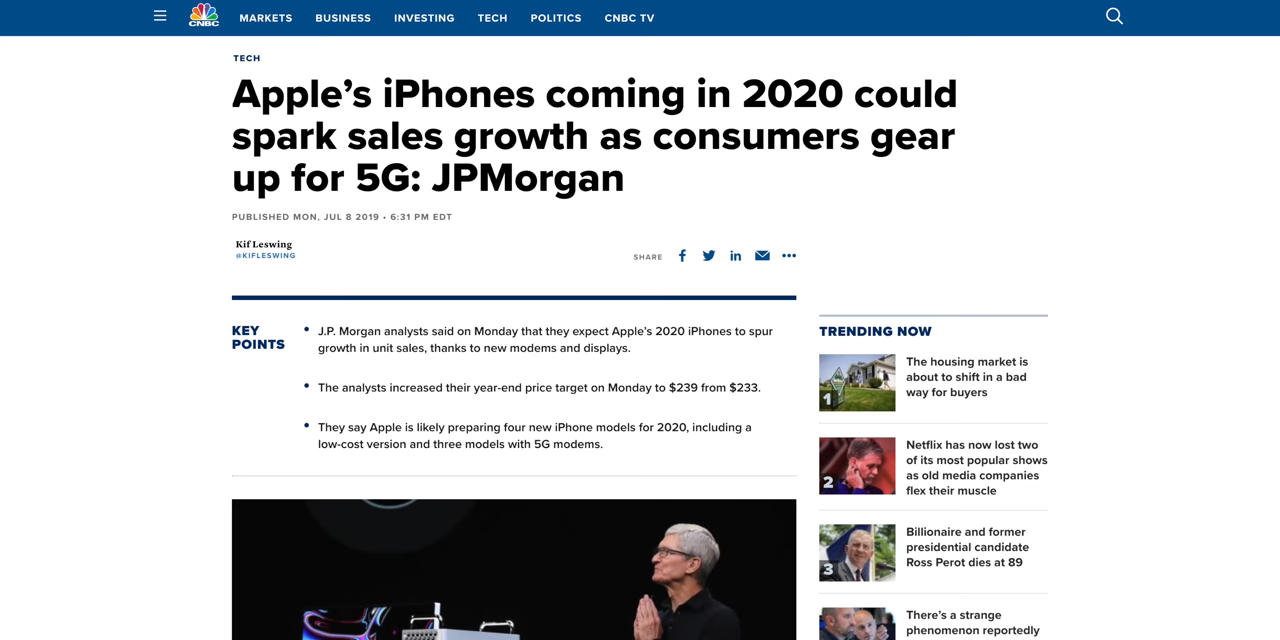 CNBC
MARKETS
BUSINESS
INVESTING
TECH
POLITICS
CNBC TV
TECH
Apple’s iPhones coming in 2020 could
spark sales growth as consumers gear
up for 5G: JPMorgan
PUBLISHED MON, JUL 8 2019 • 6:31 PM EDT
Kif Leswing
@KIFLESWING
SHARE
KEY
POINTS
• J.P. Morgan analysts said on Monday that they expect Apple’s 2020 iPhones to spur
growth in unit sales, thanks to new modems and displays.
• The analysts increased their year-end price target on Monday to $239 from $233.
• They say Apple is likely preparing four new iPhone models for 2020, including a
low-cost version and three models with 5G modems.
TRENDING NOW
1
The housing market is
about to shift in a bad
way for buyers
2
Netflix has now lost two
of its most popular shows
as old media companies
flex their muscle
3
Billionaire and former
presidential candidate
Ross Perot dies at 89
There’s a strange
phenomenon reportedly